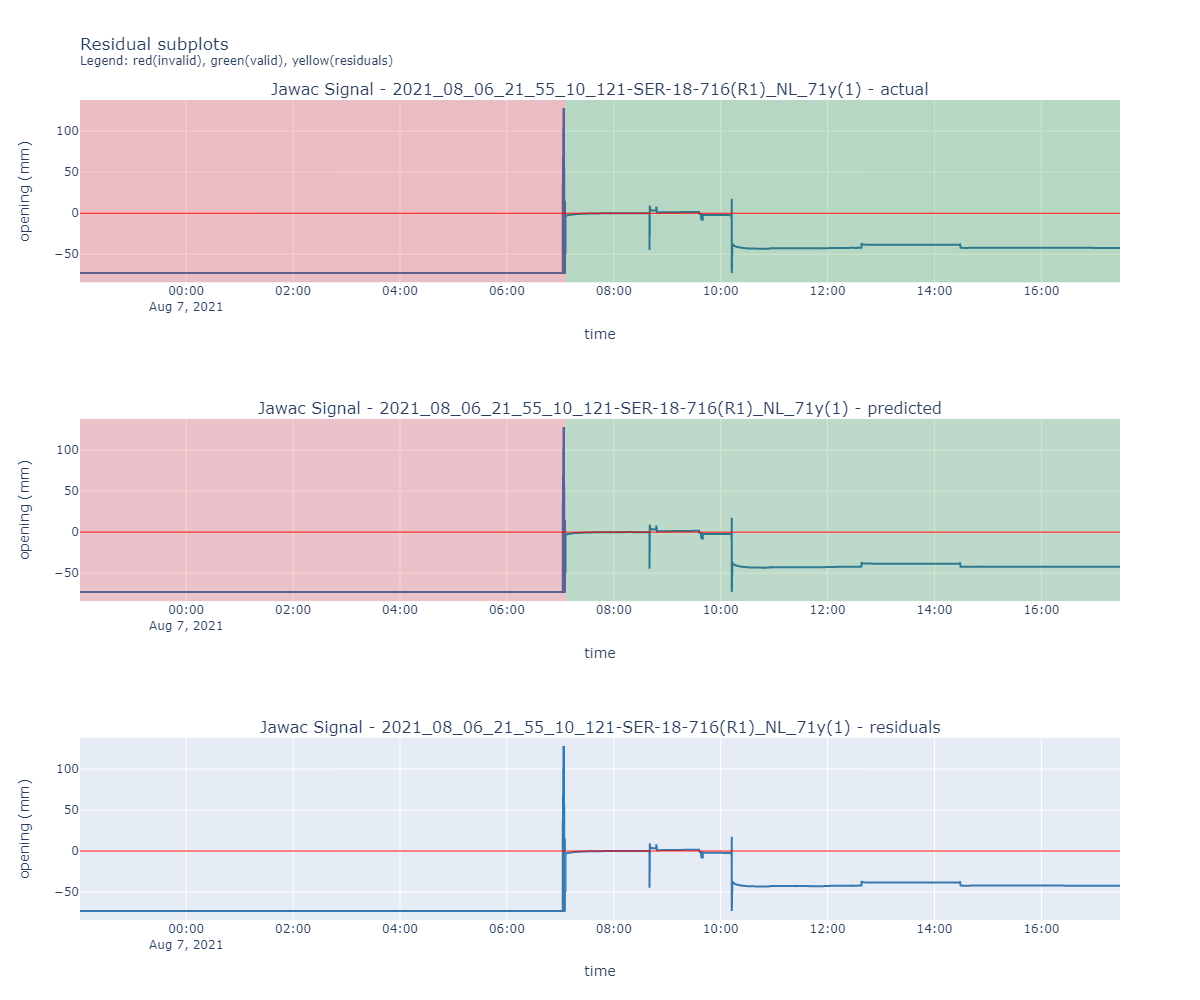 Residual subplots
Legend: red(invalid), green(valid), yellow(residuals)
Jawac Signal - 2021_08_06_21_55_10_121-SER-18-716(R1)_NL_71y(1) - actual
opening (mm)
100
50
0
−50
00:00 02:00 04:00 06:00 08:00 10:00 12:00 14:00 16:00
Aug 7, 2021
time
Jawac Signal - 2021_08_06_21_55_10_121-SER-18-716(R1)_NL_71y(1) - predicted
opening (mm)
100
50
0
−50
00:00 02:00 04:00 06:00 08:00 10:00 12:00 14:00 16:00
Aug 7, 2021
time
Jawac Signal - 2021_08_06_21_55_10_121-SER-18-716(R1)_NL_71y(1) - residuals
opening (mm)
100
50
0
−50
00:00 02:00 04:00 06:00 08:00 10:00 12:00 14:00 16:00
Aug 7, 2021
time